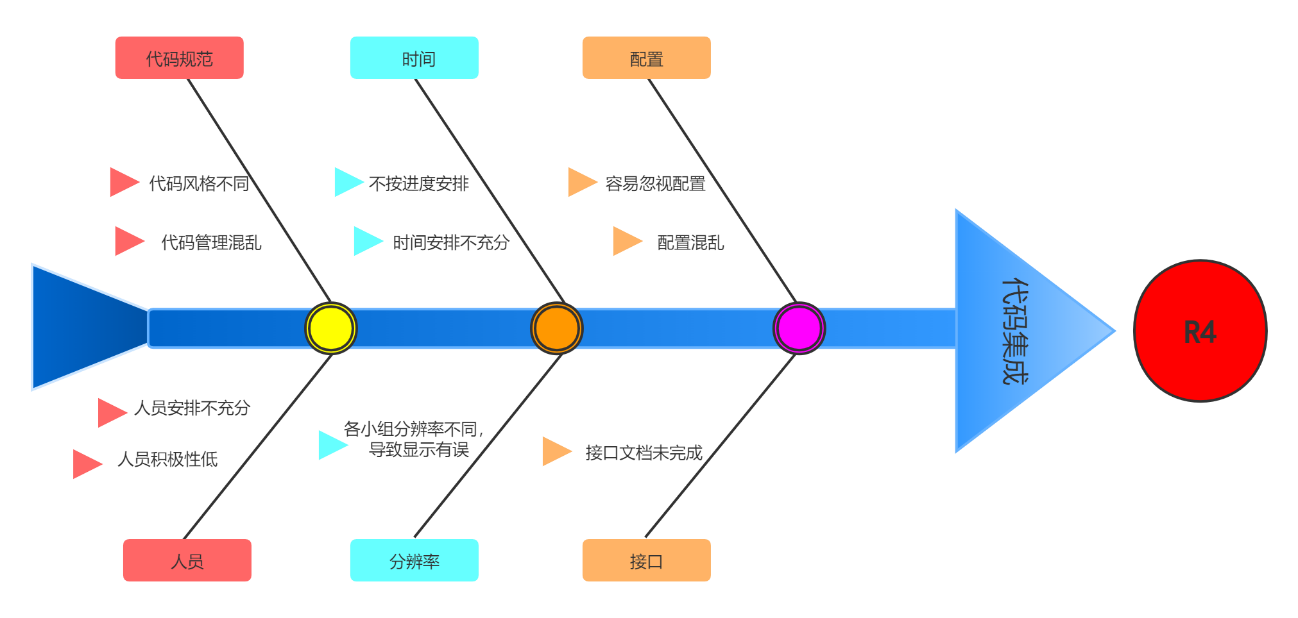 代码规范
时间
配置
代码风格不同
不按进度安排
容易忽视配置
代码管理混乱
时间安排不充分
配置混乱
代码集成
R4
人员安排不充分
人员积极性低
各小组分辨率不同，
导致显示有误
接口文档未完成
人员
分辨率
接口